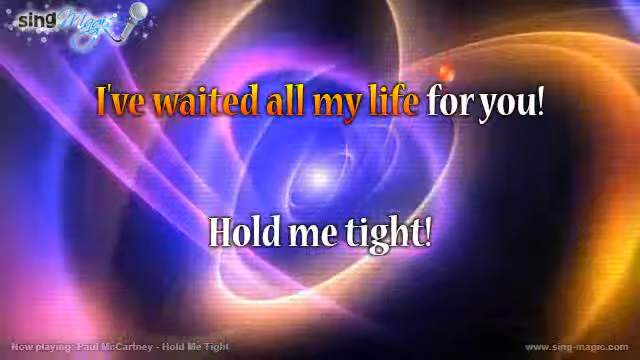 sing Magic
I've waited all my life for you!
Hold me tight!
Now playing: Paul McCartney - Hold Me Tight
www.sing-magic.com